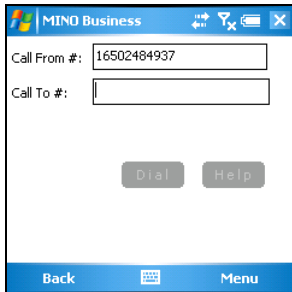 MINO Business
Call From #: 16502484937
Call To #:
Dial Help
Back Menu